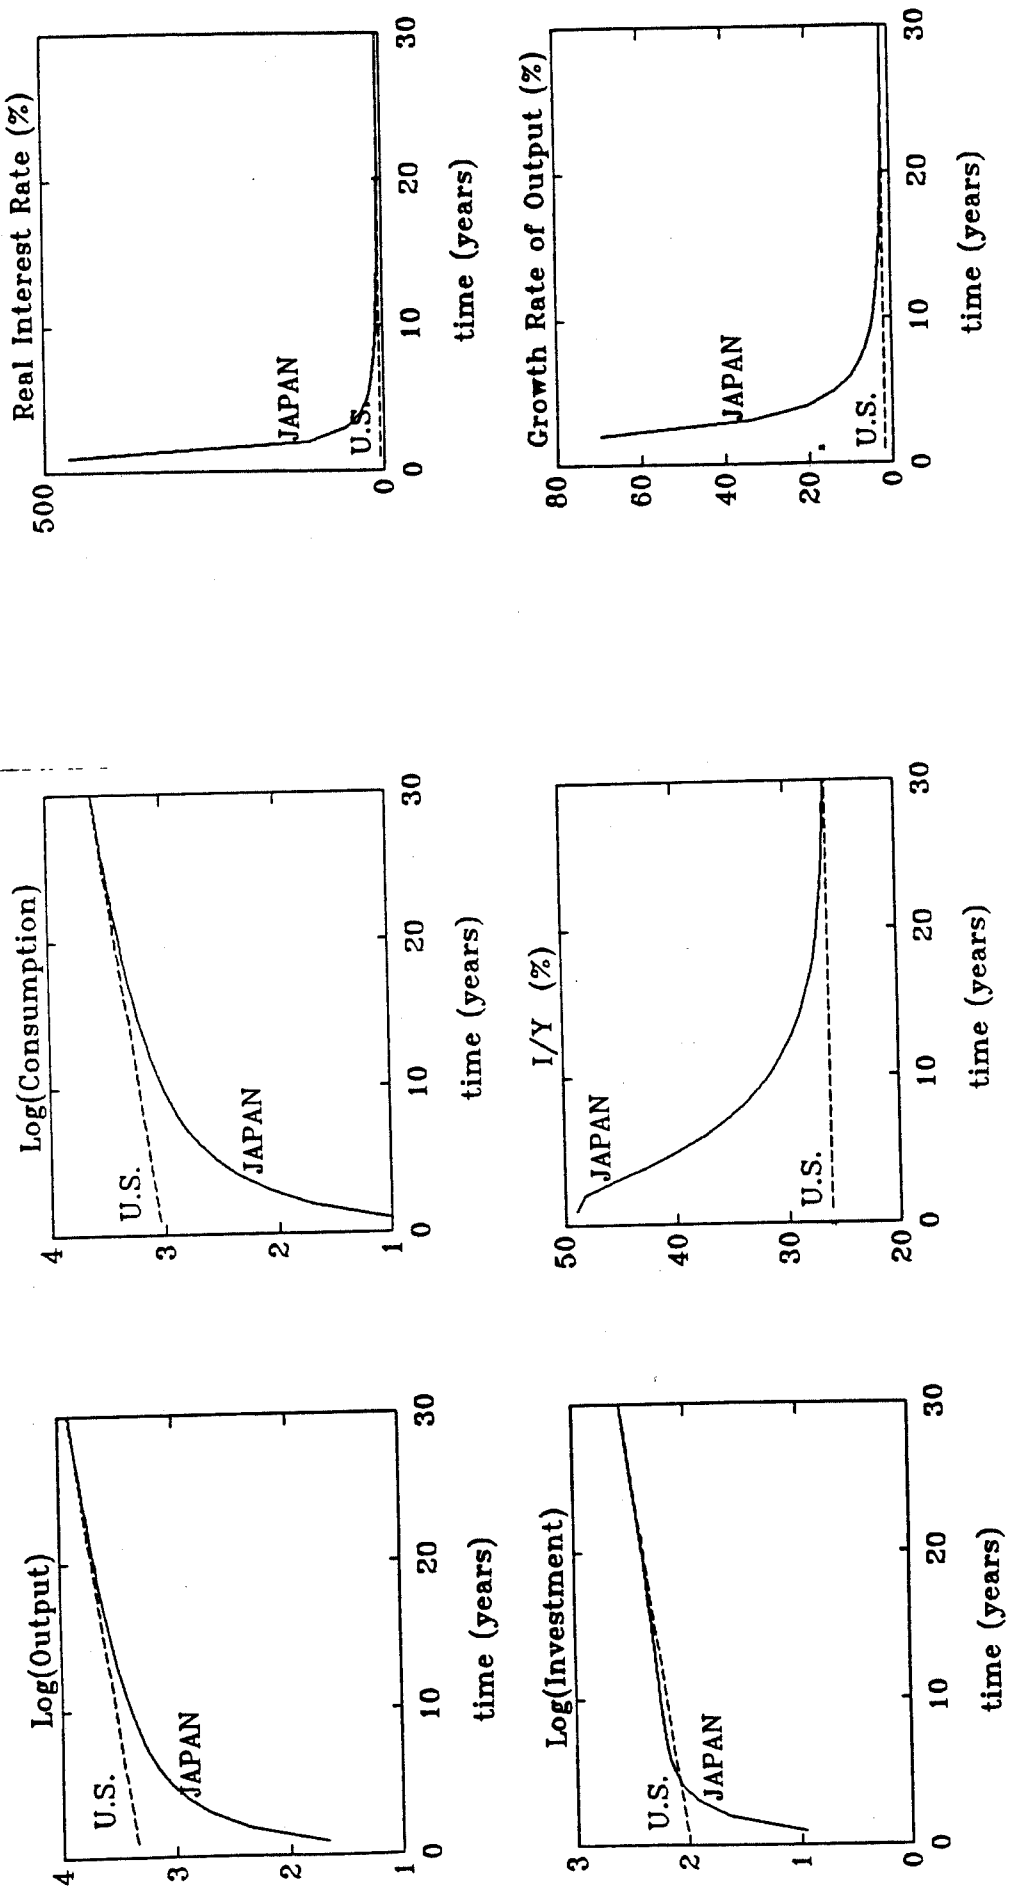 Log(Output)
4
3
2
1
U.S.
JAPAN
0
10
20
30
time (years)
Log(Consumption)
4
3
2
1
U.S.
JAPAN
0
10
20
30
time (years)
Real Interest Rate (%)
500
0
JAPAN
U.S.
0
10
20
30
time (years)
Log(Investment)
3
2
1
0
U.S.
JAPAN
0
10
20
30
time (years)
I/Y (%)
50
40
30
20
JAPAN
U.S.
0
10
20
30
time (years)
Growth Rate of Output (%)
80
60
40
20
0
JAPAN
U.S.
0
10
20
30
time (years)